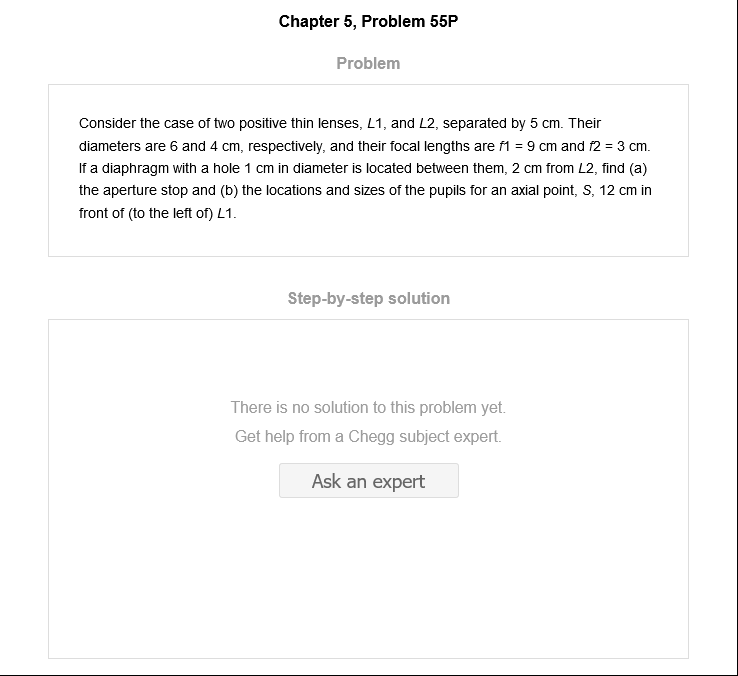 Chapter 5, Problem 55P
Problem
Consider the case of two positive thin lenses, L1, and L2, separated by 5 cm. Their
diameters are 6 and 4 cm, respectively, and their focal lengths are f1 = 9 cm and f2 = 3 cm.
If a diaphragm with a hole 1 cm in diameter is located between them, 2 cm from L2, find (a)
the aperture stop and (b) the locations and sizes of the pupils for an axial point, S, 12 cm in
front of (to the left of) L1.
Step-by-step solution
There is no solution to this problem yet.
Get help from a Chegg subject expert.
Ask an expert